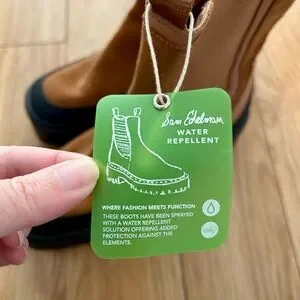 Sam Edelman
WATER
REPELLENT
WHERE FASHION MEETS FUNCTION
THESE BOOTS HAVE BEEN SPRAYED
WITH A WATER REPELLENT
SOLUTION OFFERING ADDED
PROTECTION AGAINST THE
ELEMENTS.